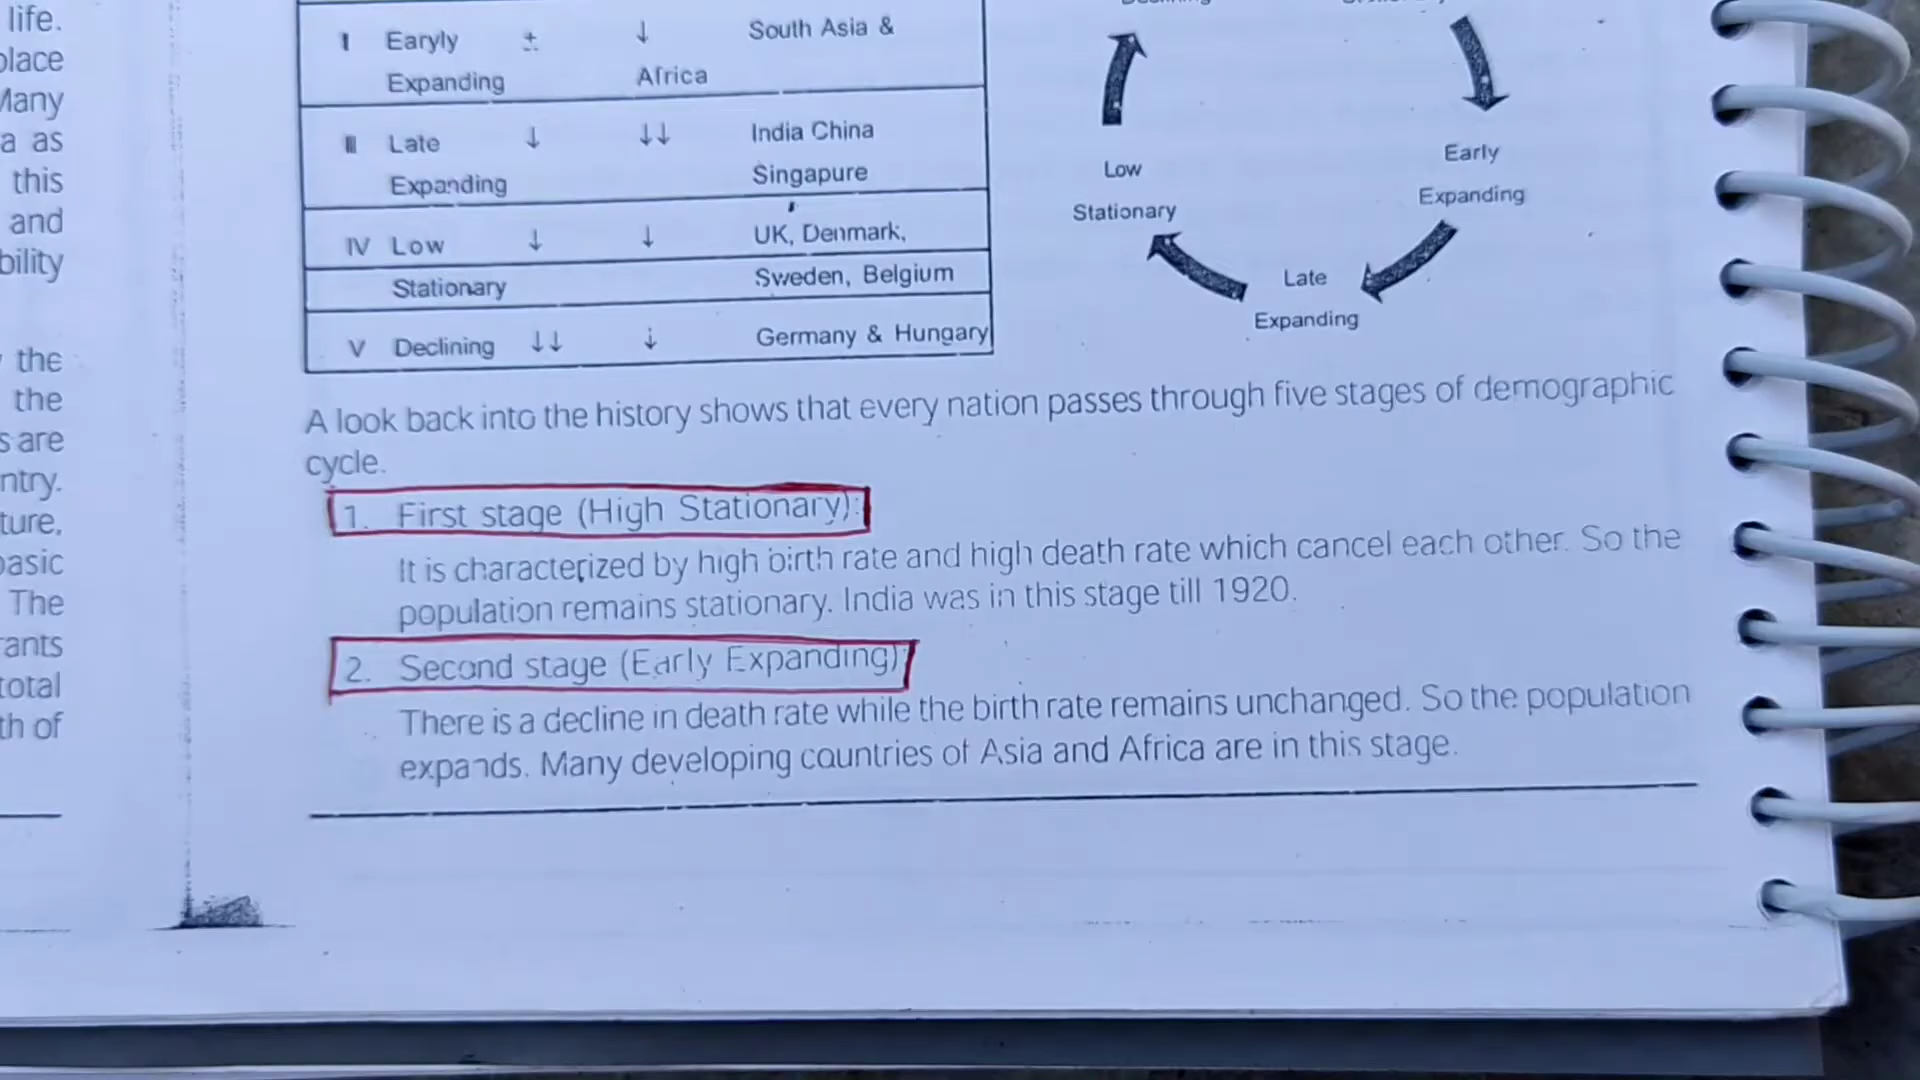 life.
place
Many
a as
this
and
bility
the
the
s are
ntry.
ture,
basic
The
rants
total
th of
I Earyly ± ↓ South Asia &
Expanding Africa
III Late ↓ ↓↓ India China
Expanding Singapure
IV Low ↓ ↓ UK, Denmark,
Stationary Sweden, Belgium
V Declining ↓↓ ↓ Germany & Hungary
Early
Expanding
Late
Expanding
Low
Stationary
A look back into the history shows that every nation passes through five stages of demographic
cycle.
1. First stage (High Stationary):
It is characterized by high birth rate and high death rate which cancel each other. So the
population remains stationary. India was in this stage till 1920.
2. Second stage (Early Expanding):
There is a decline in death rate while the birth rate remains unchanged. So the population
expands. Many developing countries of Asia and Africa are in this stage.